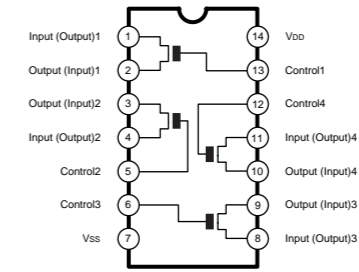 Input (Output)1 1 14 VDD
Output (Input)1 2 13 Control1
Output (Input)2 3 12 Control4
Input (Output)2 4 11 Input (Output)4
Control2 5 10 Output (Input)4
Control3 6 9 Output (Input)3
Vss 7 8 Input (Output)3